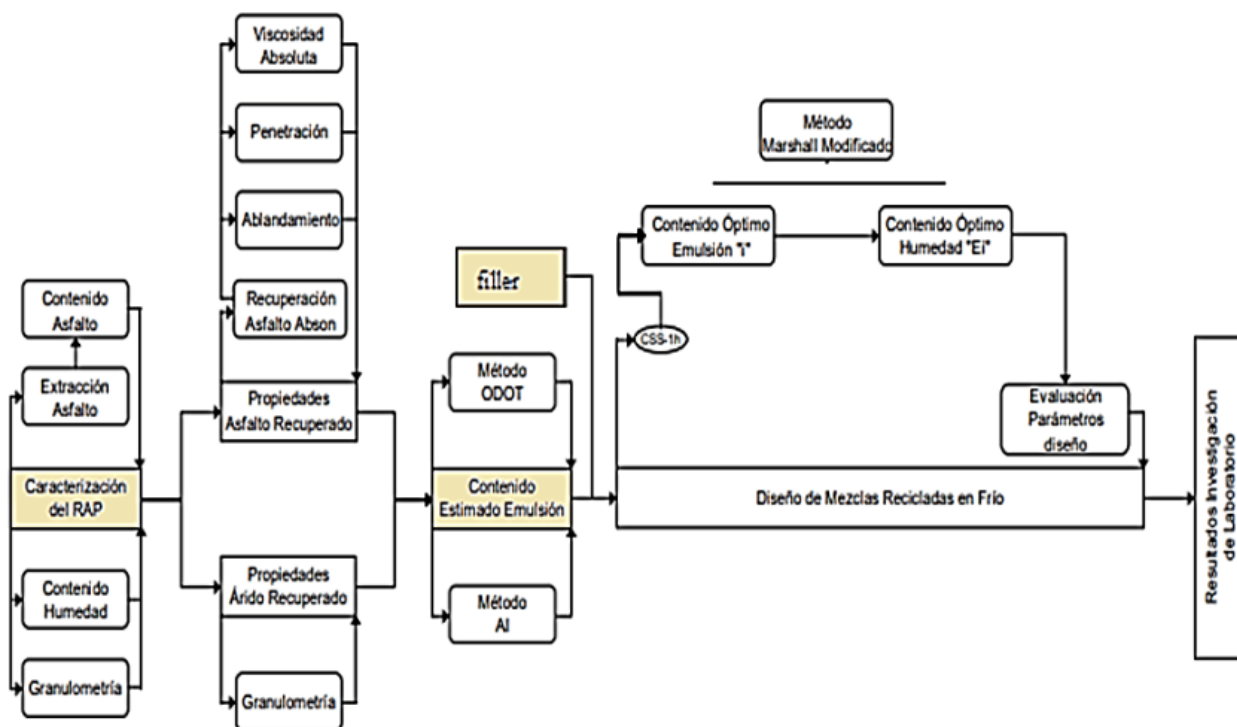 Viscosidad
Absoluta
Penetración
Ablandamiento
Recuperación
Asfalto Abson
Contenido
Asfalto
Extracción
Asfalto
Propiedades
Asfalto Recuperado
Caracterización
del RAP
Propiedades
Árido Recuperado
Contenido
Humedad
Granulometría
Granulometría
filler
Método
ODOT
Contenido
Estimado Emulsión
Método
AI
Método
Marshall Modificado
Contenido Óptimo
Emulsión "i"
Contenido Óptimo
Humedad "Ei"
CSS-1h
Evaluación
Parámetros
diseño
Diseño de Mezclas Recicladas en Frío
Resultados Investigación
de Laboratorio